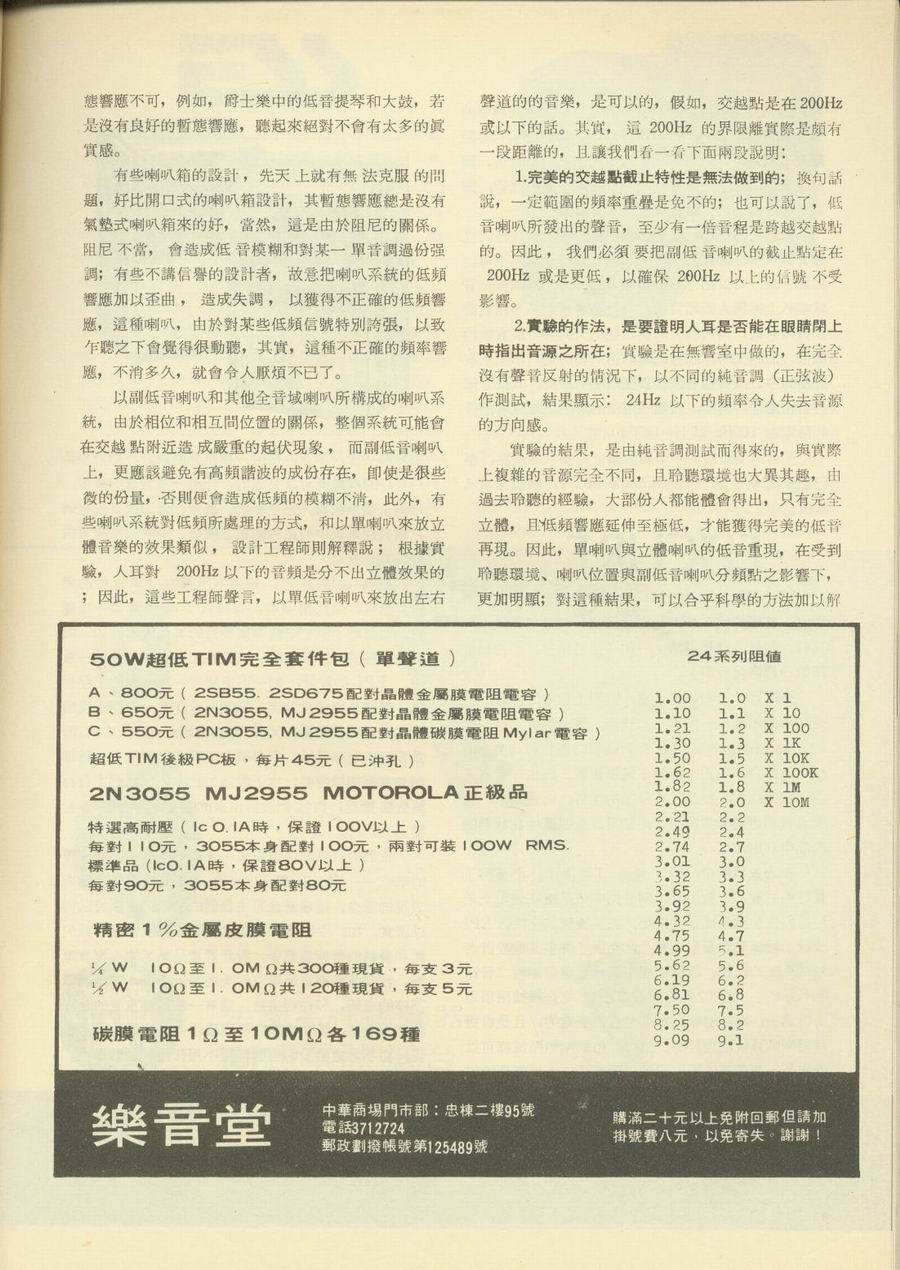 態響應不可，例如，爵士樂中的低音提琴和大鼓，若
是沒有良好的暫態響應，聽起來絕對不會有太多的眞
實感。
有些喇叭箱的設計，先天上就有無法克服的問
題，好比開口式的喇叭箱設計，其暫態響應總是沒有
氣墊式喇叭箱來的好，當然，這是由於阻尼的關係。
阻尼不當，會造成低音模糊和對某一單音調過份强
調；有些不講信譽的設計者，故意把喇叭系統的低頻
響應加以歪曲，造成失調，以獲得不正確的低頻響
應，這種喇叭，由於對某些低頻信號特別誇張，以致
乍聽之下會覺得很動聽，其實，這種不正確的頻率響
應，不消多久，就會令人厭煩不已了。
以副低音喇叭和其他全音域喇叭所構成的喇叭系
統，由於相位和相互間位置的關係，整個系統可能會
在交越點附近造成嚴重的起伏現象，而副低音喇叭
上，更應該避免有高頻諧波的成份存在，卽使是很些
微的份量，否則便會造成低頻的模糊不淸，此外，有
些喇叭系統對低頻所處理的方式，和以單喇叭來放立
體音樂的效果類似，設計工程師則解釋說；根據實
驗，人耳對 200Hz 以下的音頻是分不出立體效果的
；因此，這些工程師聲言，以單低音喇叭來放出左右
聲道的的音樂，是可以的，假如，交越點是在 200Hz
或以下的話。其實，這 200Hz 的界限離實際是頗有
一段距離的，且讓我們看一看下面兩段說明：
1.完美的交越點截止特性是無法做到的；換句話
說，一定範圍的頻率重疊是免不的；也可以說了，低
音喇叭所發出的聲音，至少有一倍音程是跨越交越點
的。因此，我們必須要把副低音喇叭的截止點定在
200Hz 或是更低，以確保 200Hz 以上的信號不受
影響。
2.實驗的作法，是要證明人耳是否能在眼睛閉上
時指出音源之所在；實驗是在無響室中做的，在完全
沒有聲音反射的情況下，以不同的純音調（正弦波）
作測試，結果顯示：24Hz 以下的頻率令人失去音源
的方向感。
實驗的結果，是由純音調測試而得來的，與實際
上複雜的音源完全不同，且聆聽環境也大異其趣，由
過去聆聽的經驗，大部份人都能體會得出，只有完全
立體，且低頻響應延伸至極低，才能獲得完美的低音
再現。因此，單喇叭與立體喇叭的低音重現，在受到
聆聽環境、喇叭位置與副低音喇叭分頻點之影響下，
更加明顯；對這種結果，可以合乎科學的方法加以解
50W超低TIM完全套件包（單聲道）
A、800元（2SB55. 2SD675配對晶體金屬膜電阻電容）
B、650元（2N3055, MJ2955配對晶體金屬膜電阻電容）
C、550元（2N3055, MJ2955配對晶體碳膜電阻Mylar電容）
超低TIM後級PC板，每片45元（已沖孔）
2N3055 MJ2955 MOTOROLA正級品
特選高耐壓（Ic O.1A時，保證100V以上）
每對110元，3055本身配對100元，兩對可裝100W RMS.
標準品（Ic0.1A時，保證80V以上）
每對90元，3055本身配對80元
精密1%金屬皮膜電阻
¼W 10Ω至1.0MΩ共300種現貨，每支3元
½W 10Ω至1.0MΩ共120種現貨，每支5元
碳膜電阻1Ω至10MΩ各169種
24系列阻值
1.00 1.0 X 1
1.10 1.1 X 10
1.21 1.2 X 100
1.30 1.3 X 1K
1.50 1.5 X 10K
1.62 1.6 X 100K
1.82 1.8 X 1M
2.00 2.0 X 10M
2.21 2.2
2.49 2.4
2.74 2.7
3.01 3.0
3.32 3.3
3.65 3.6
3.92 3.9
4.32 4.3
4.75 4.7
4.99 5.1
5.62 5.6
6.19 6.2
6.81 6.8
7.50 7.5
8.25 8.2
9.09 9.1
樂音堂
中華商場門市部：忠棟二樓95號
電話3712724
郵政劃撥帳號第125489號
購滿二十元以上免附回郵但請加
掛號費八元，以免寄失。謝謝！